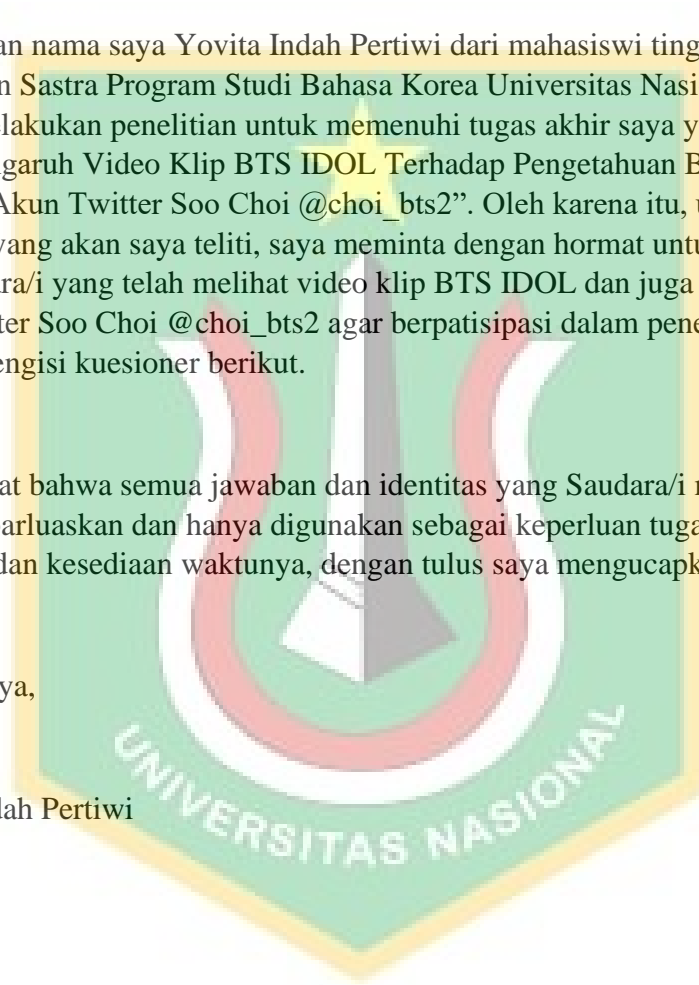 an nama saya Yovita Indah Pertiwi dari mahasiswi ting
n Sastra Program Studi Bahasa Korea Universitas Nasi
elakukan penelitian untuk memenuhi tugas akhir saya y
ngaruh Video Klip BTS IDOL Terhadap Pengetahuan B
Akun Twitter Soo Choi @choi_bts2”. Oleh karena itu, u
yang akan saya teliti, saya meminta dengan hormat untu
ra/i yang telah melihat video klip BTS IDOL dan juga
ter Soo Choi @choi_bts2 agar berpatisipasi dalam pene
engisi kuesioner berikut.
at bahwa semua jawaban dan identitas yang Saudara/i
barluaskan dan hanya digunakan sebagai keperluan tuga
dan kesediaan waktunya, dengan tulus saya mengucapk
ya,
dah Pertiwi
UNIVERSITAS NASIONAL